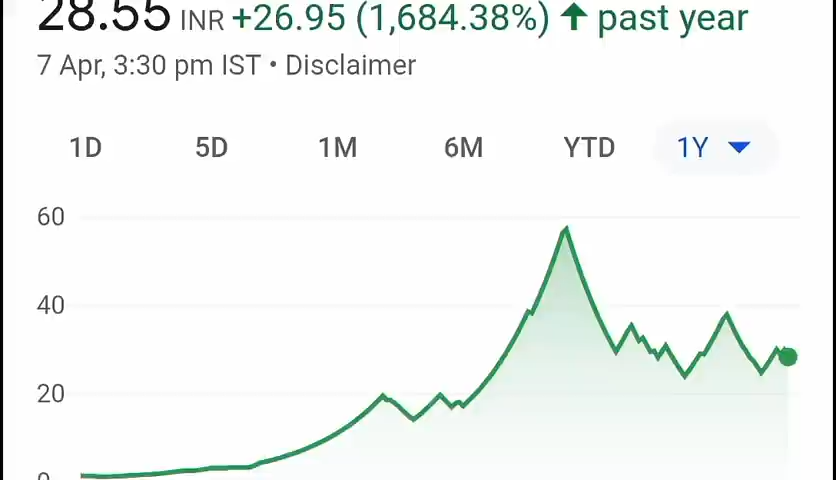 28.55 INR +26.95 (1,684.38%) ↑ past year
7 Apr, 3:30 pm IST • Disclaimer
1D 5D 1M 6M YTD 1Y
60
40
20
0